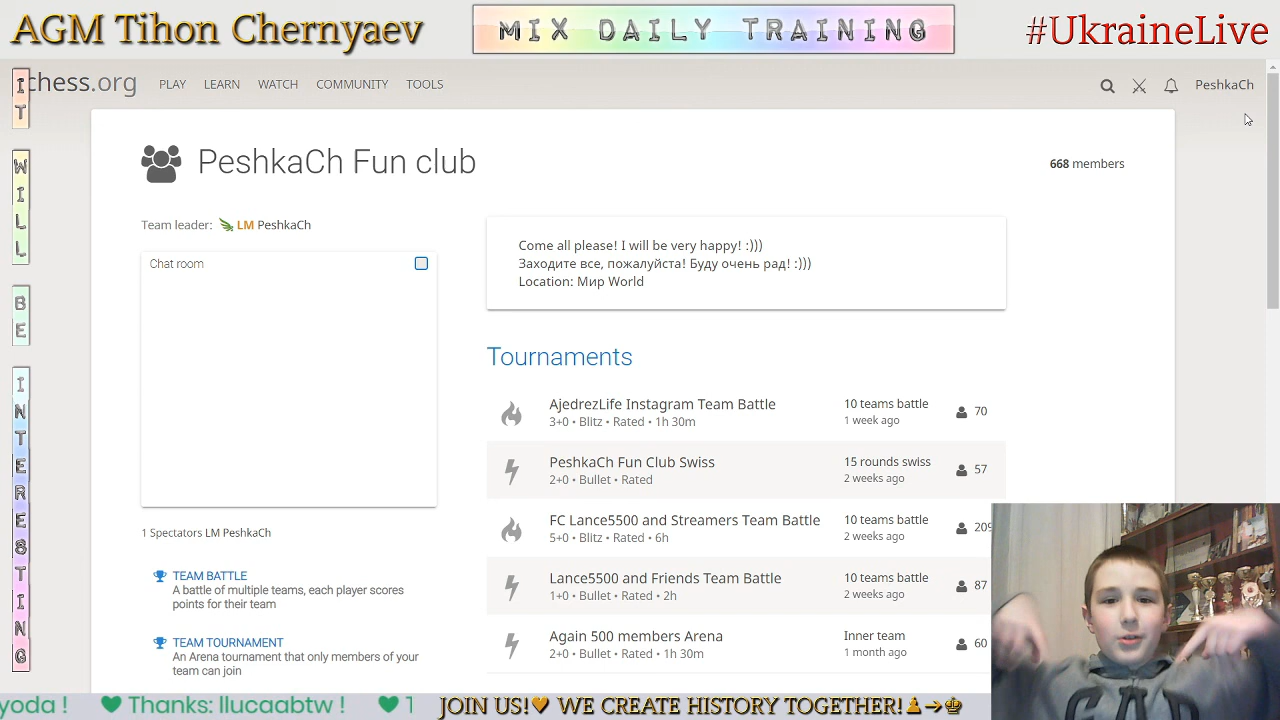 AGM Tihon Chernyaev
MIX DAILY TRAINING
#UkraineLive
IT WILL BE INTERESTING
chess.org
PLAY LEARN WATCH COMMUNITY TOOLS
PeshkaCh
PeshkaCh Fun club
668 members
Team leader: LM PeshkaCh
Chat room
1 Spectators LM PeshkaCh
TEAM BATTLE
A battle of multiple teams, each player scores
points for their team
TEAM TOURNAMENT
An Arena tournament that only members of your
team can join
Come all please! I will be very happy! :)))
Заходите все, пожалуйста! Буду очень рад! :)))
Location: Мир World
Tournaments
AjedrezLife Instagram Team Battle
3+0 • Blitz • Rated • 1h 30m
10 teams battle
1 week ago
70
PeshkaCh Fun Club Swiss
2+0 • Bullet • Rated
15 rounds swiss
2 weeks ago
57
FC Lance5500 and Streamers Team Battle
5+0 • Blitz • Rated • 6h
10 teams battle
2 weeks ago
209
Lance5500 and Friends Team Battle
1+0 • Bullet • Rated • 2h
10 teams battle
2 weeks ago
87
Again 500 members Arena
2+0 • Bullet • Rated • 1h 30m
Inner team
1 month ago
60
yoda ! Thanks: llucaabtw !
JOIN US!♥ WE CREATE HISTORY TOGETHER!♟→♚